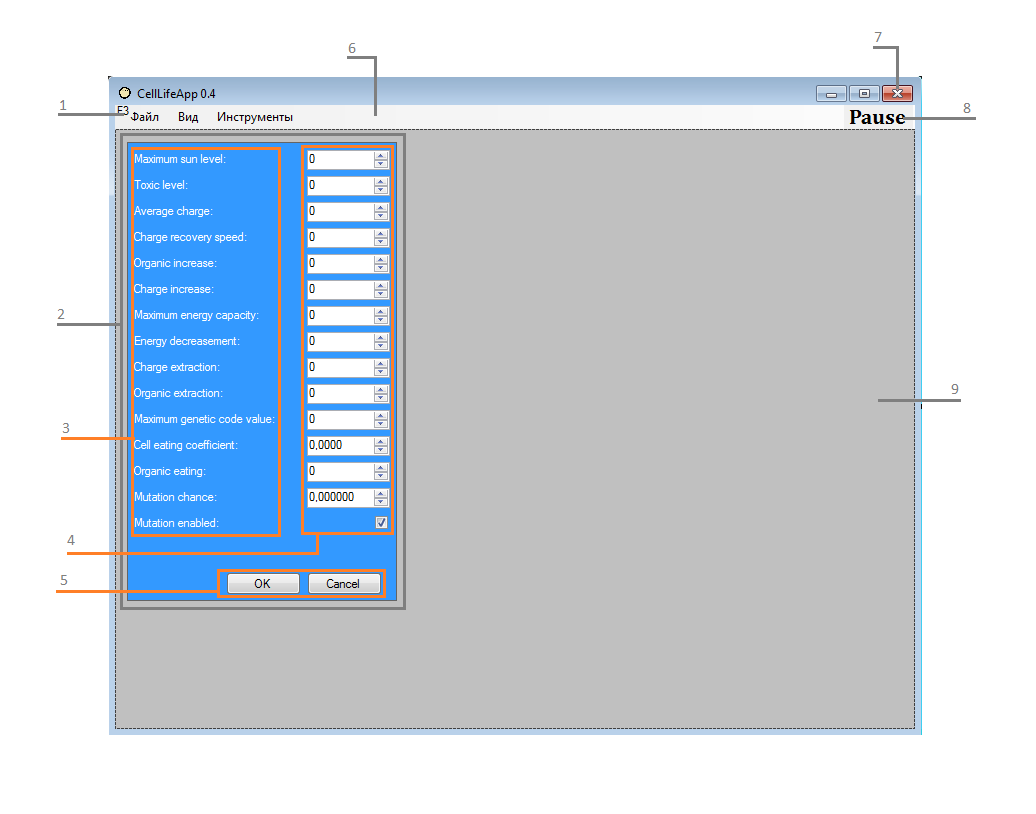 6
7
CellLifeApp 0.4
1
F3
Файл Вид Инструменты
Pause
8
Maximum sun level: 0
Toxic level: 0
Average charge: 0
Charge recovery speed: 0
Organic increase: 0
Charge increase: 0
2
Maximum energy capacity: 0
Energy decreasement: 0
Charge extraction: 0
9
Organic extraction: 0
Maximum genetic code value: 0
3
Cell eating coefficient: 0,0000
Organic eating: 0
Mutation chance: 0,000000
Mutation enabled:
4
5
OK Cancel